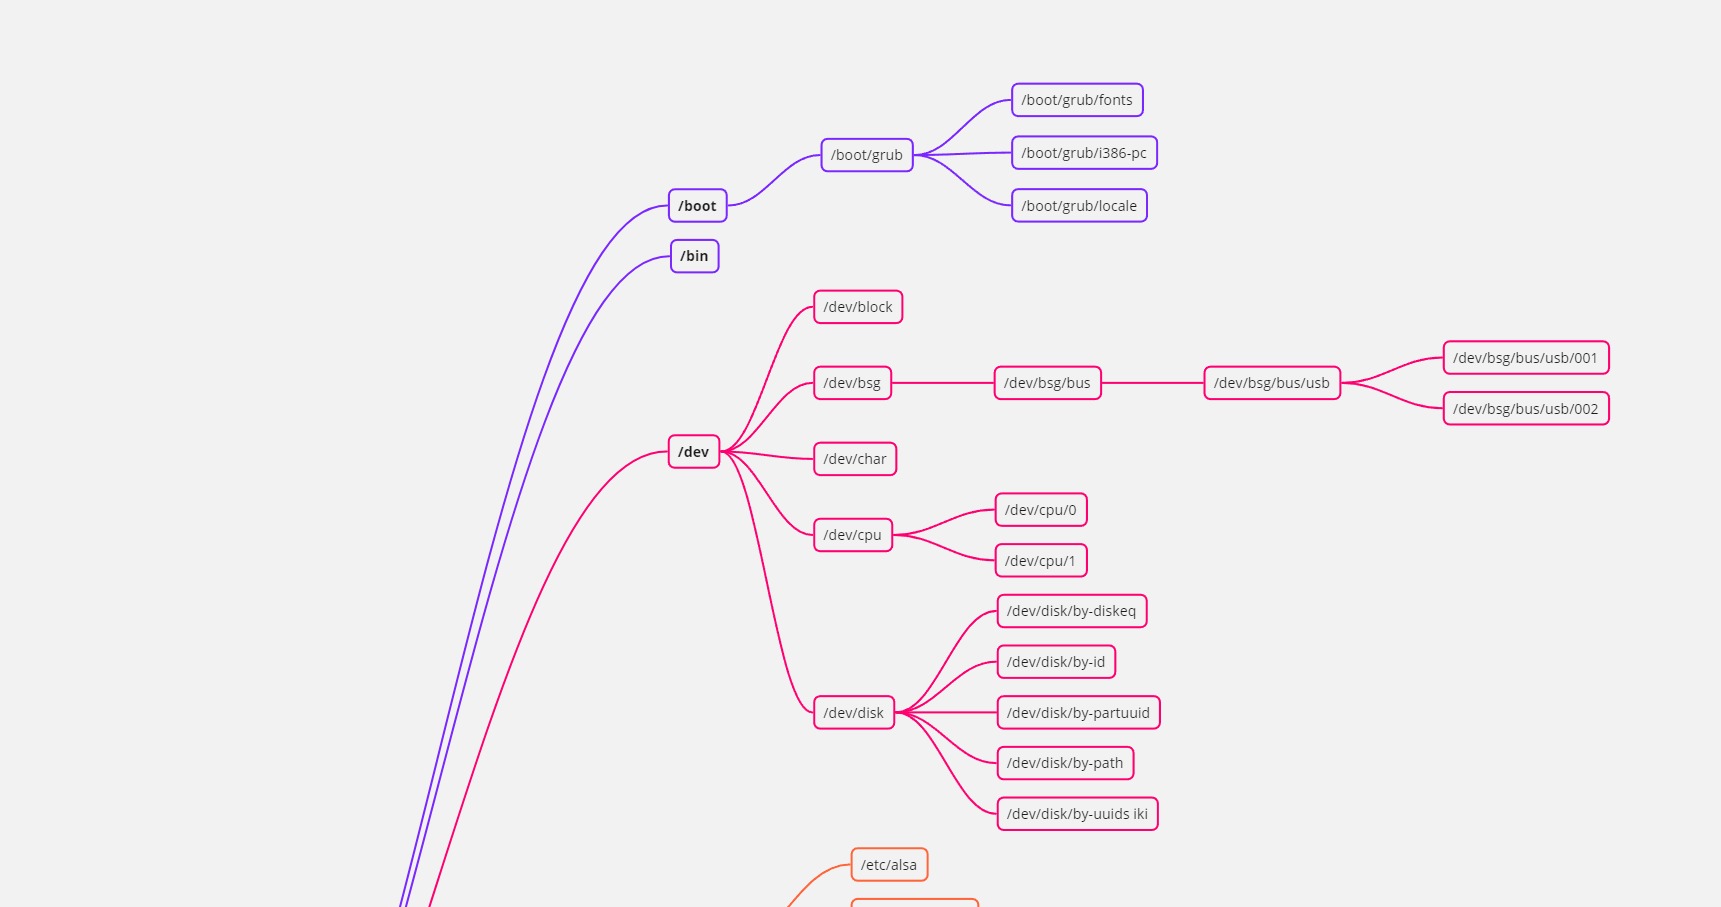 /boot/grub/fonts
/boot/grub/i386-pc
/boot/grub
/boot/grub/locale
/boot
/bin
/dev/block
/dev/bsg/bus/usb/001
/dev/bsg
/dev/bsg/bus
/dev/bsg/bus/usb
/dev/bsg/bus/usb/002
/dev
/dev/char
/dev/cpu/0
/dev/cpu
/dev/cpu/1
/dev/disk/by-diskeq
/dev/disk/by-id
/dev/disk
/dev/disk/by-partuuid
/dev/disk/by-path
/dev/disk/by-uuids iki
/etc/alsa